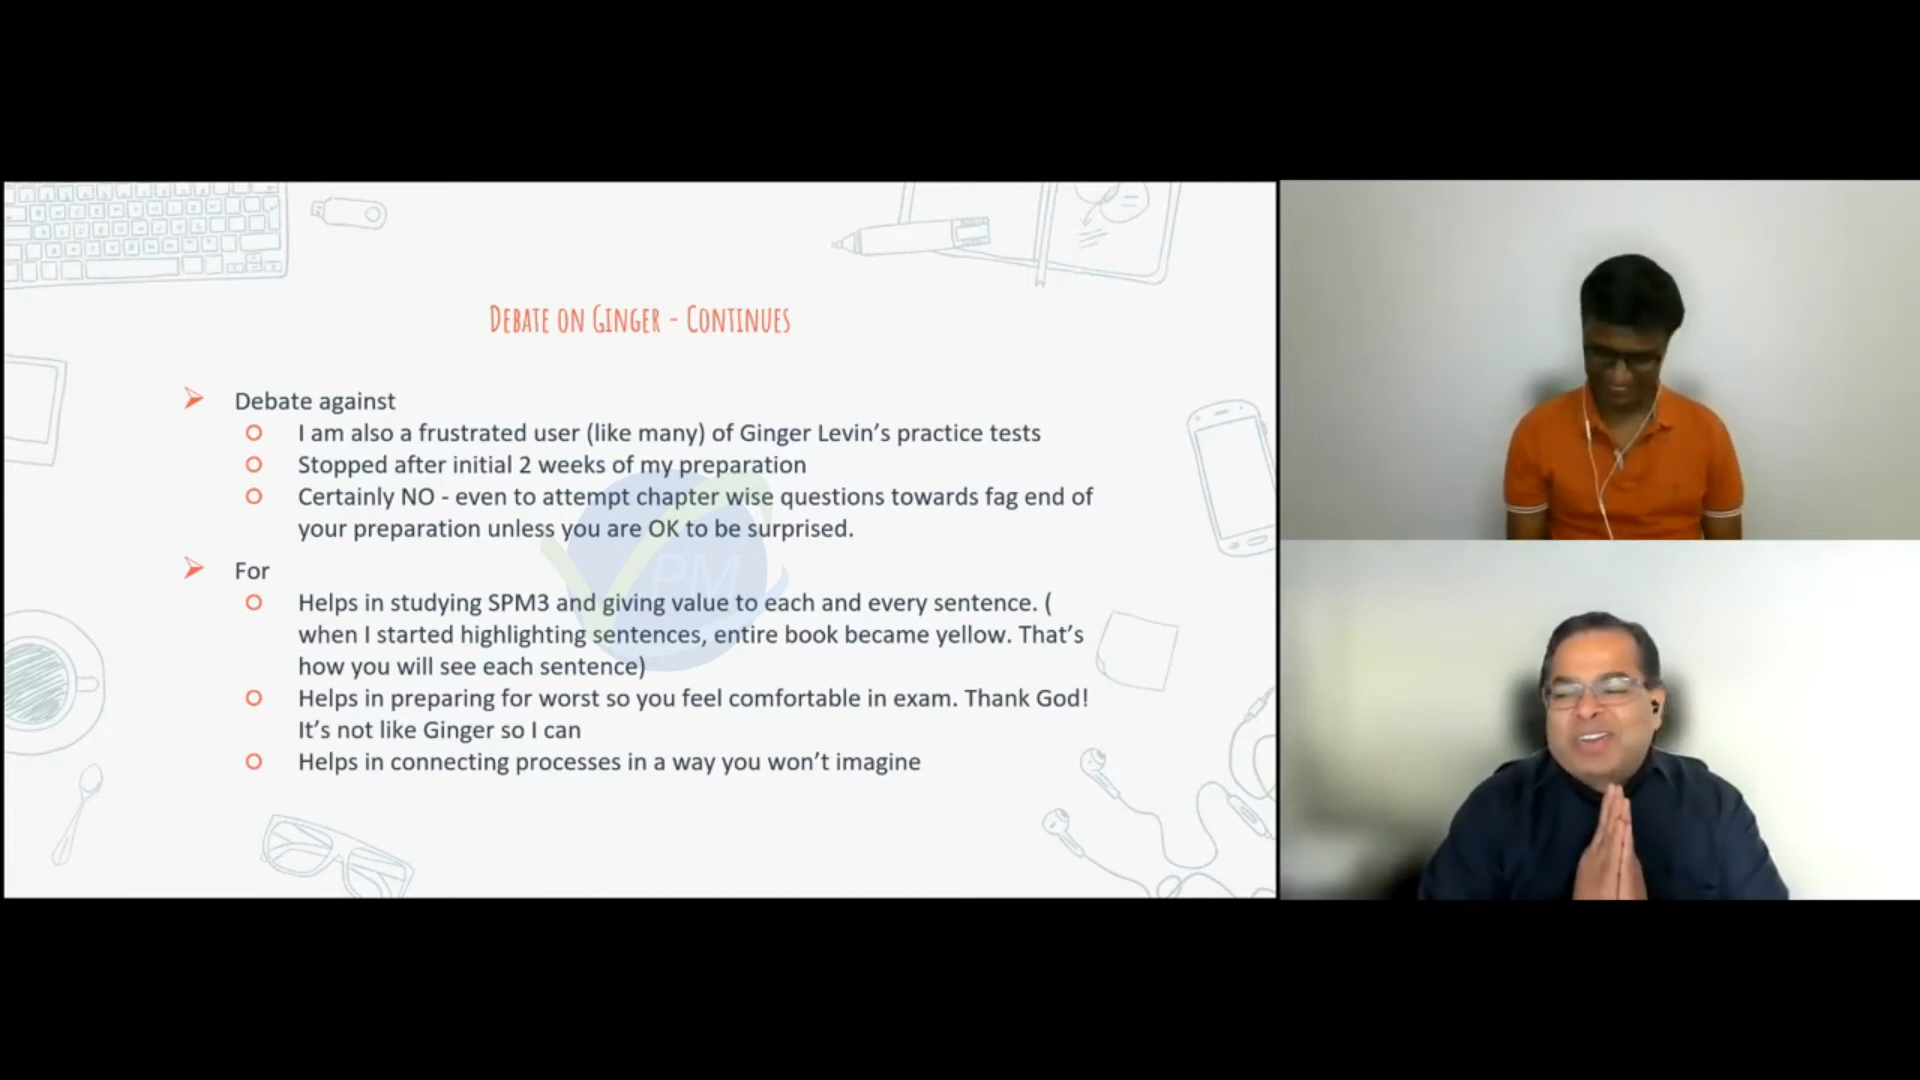 DEBATE ON GINGER - CONTINUES
Debate against
I am also a frustrated user (like many) of Ginger Levin’s practice tests
Stopped after initial 2 weeks of my preparation
Certainly NO - even to attempt chapter wise questions towards fag end of
your preparation unless you are OK to be surprised.
PM
For
Helps in studying SPM3 and giving value to each and every sentence. (
when I started highlighting sentences, entire book became yellow. That’s
how you will see each sentence)
Helps in preparing for worst so you feel comfortable in exam. Thank God!
It’s not like Ginger so I can
Helps in connecting processes in a way you won’t imagine